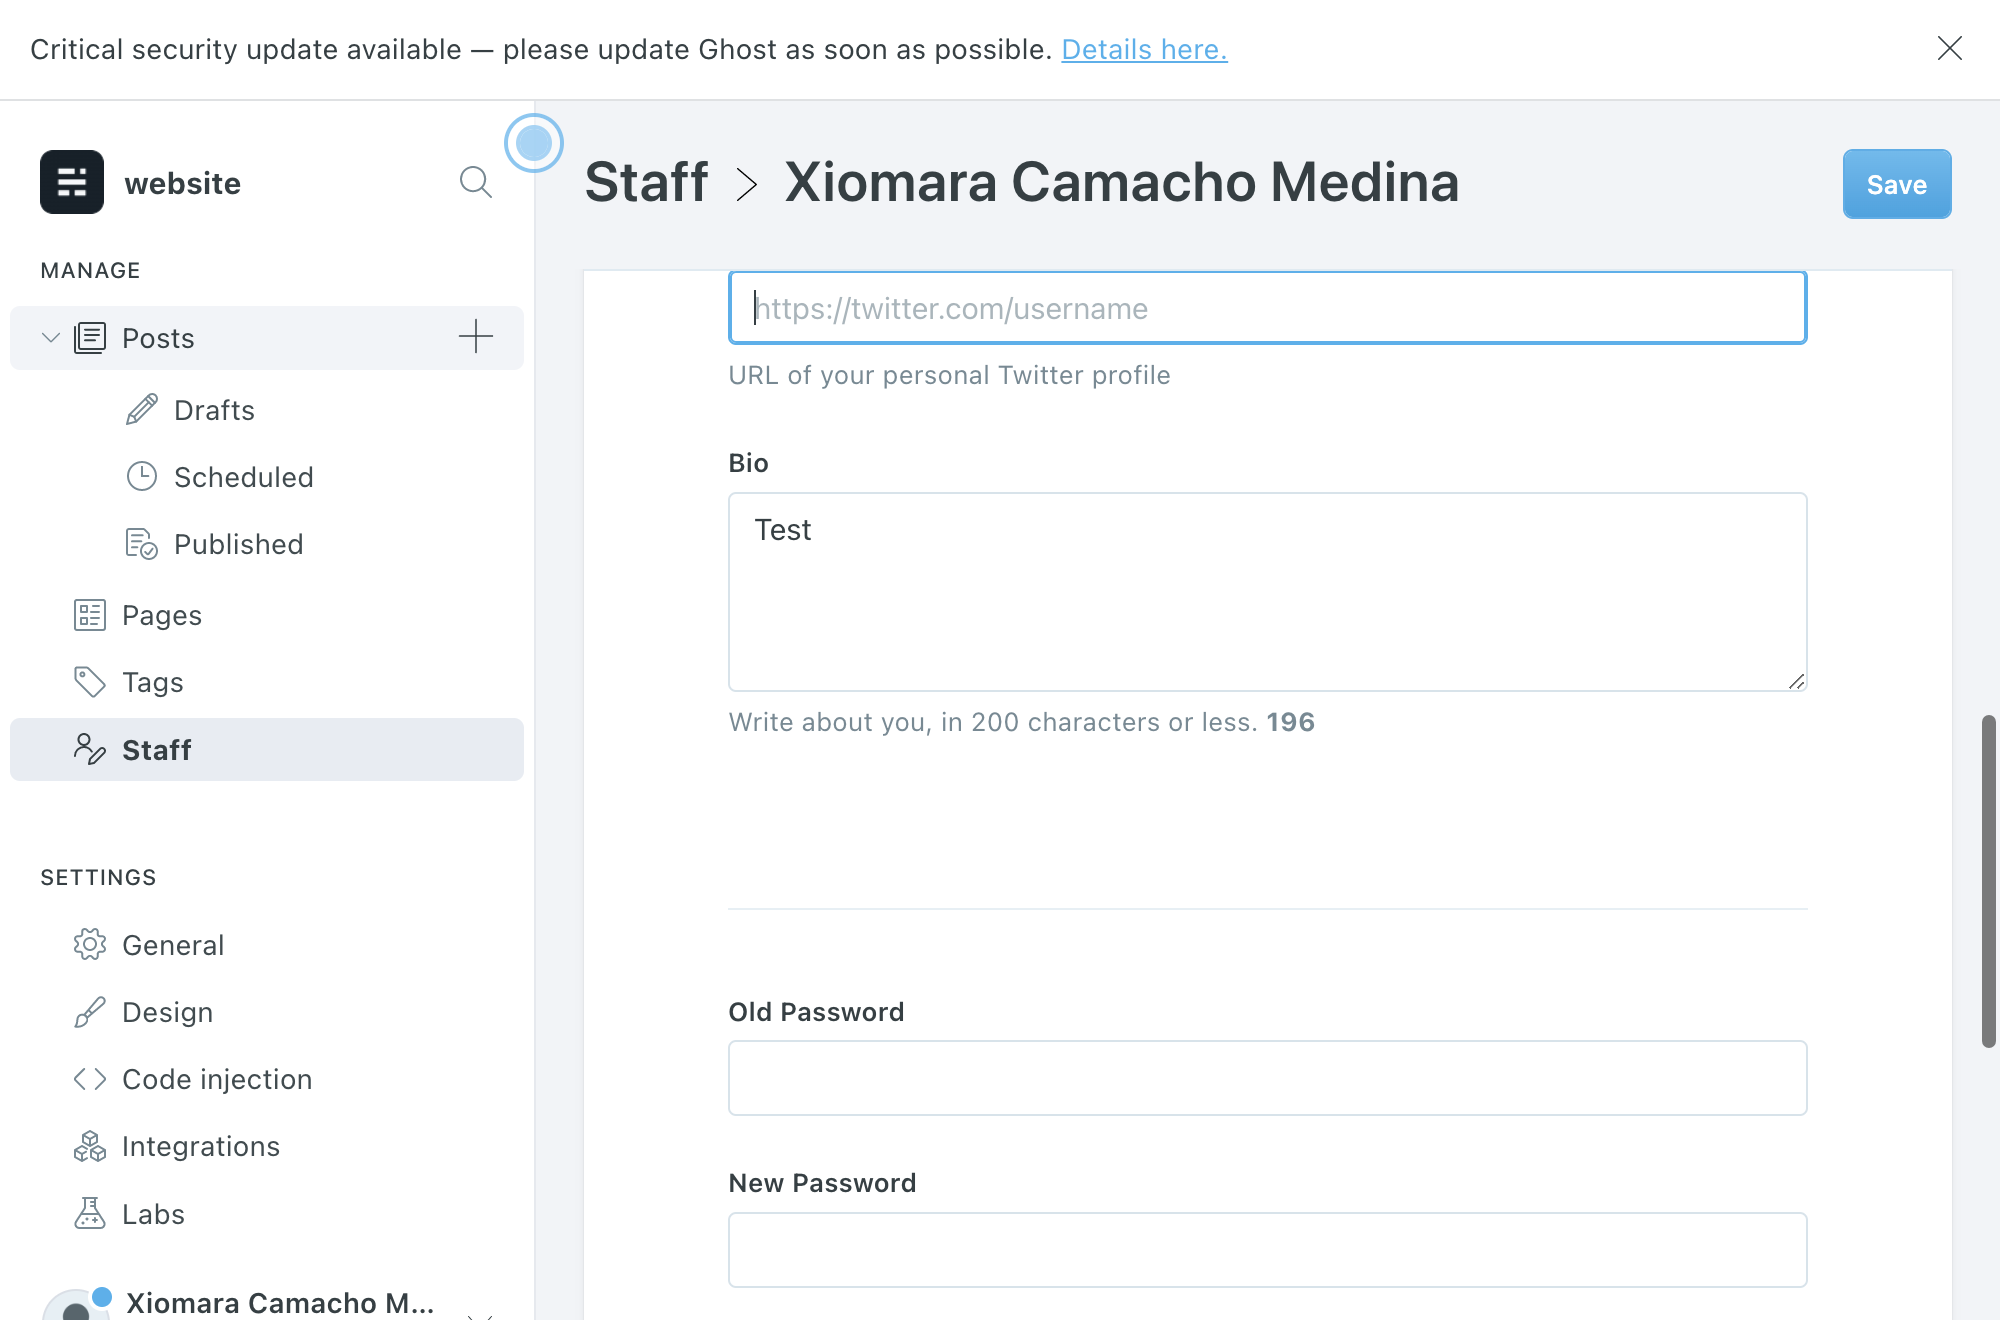 Critical security update available — please update Ghost as soon as possible. Details here.
website
MANAGE
Posts
Drafts
Scheduled
Published
Pages
Tags
Staff
SETTINGS
General
Design
Code injection
Integrations
Labs
Xiomara Camacho M...
Staff > Xiomara Camacho Medina
Save
https://twitter.com/username
URL of your personal Twitter profile
Bio
Test
Write about you, in 200 characters or less. 196
Old Password
New Password